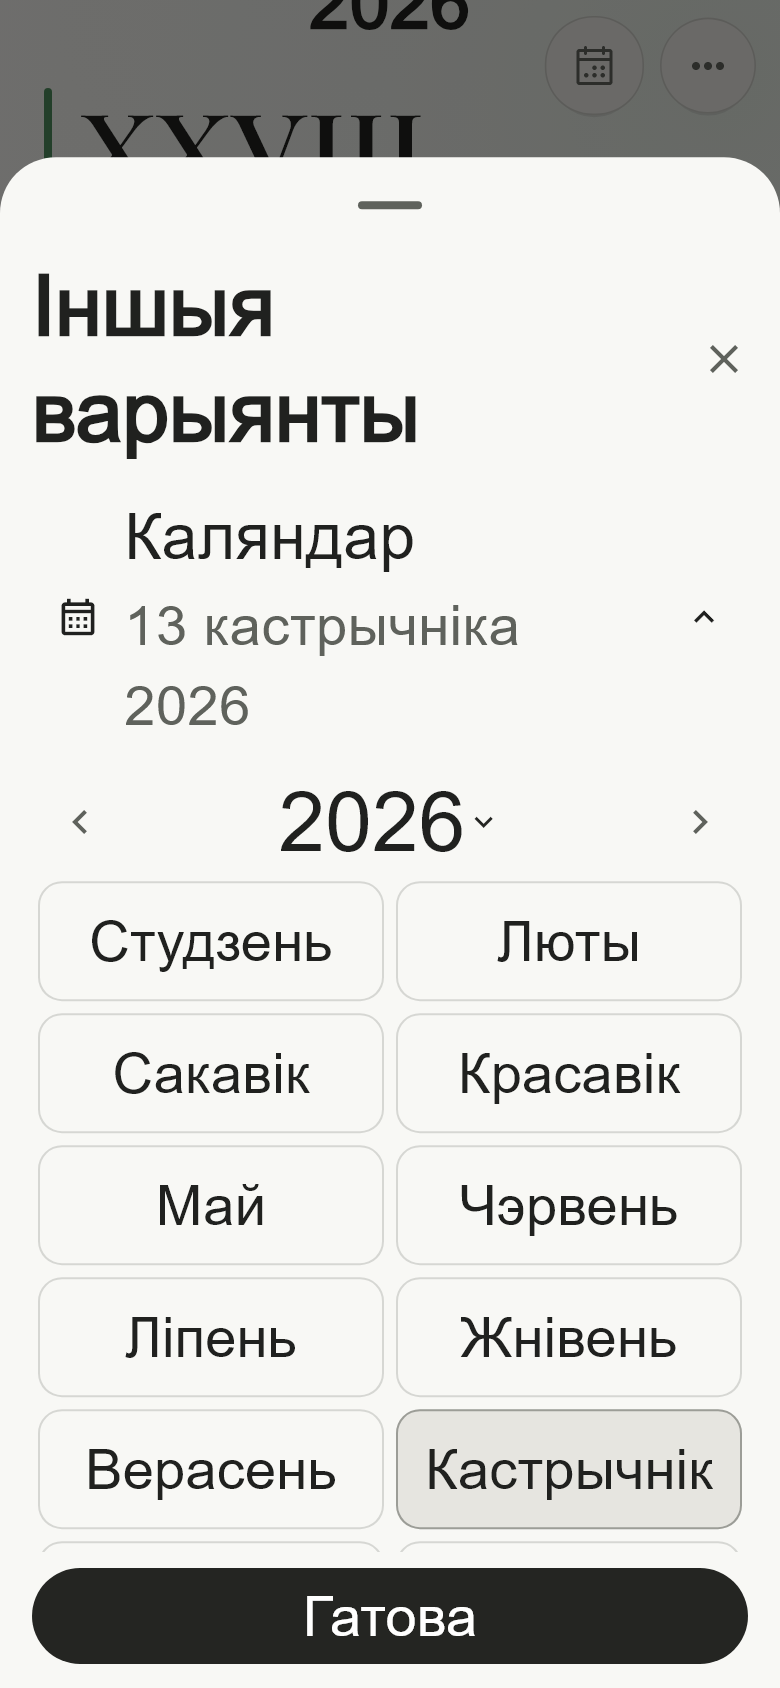 2026
XXVIII
Іншыя
варыянты
Каляндар
13 кастрычніка
2026
2026
Студзень
Люты
Сакавік
Красавік
Май
Чэрвень
Ліпень
Жнівень
Верасень
Кастрычнік
Гатова